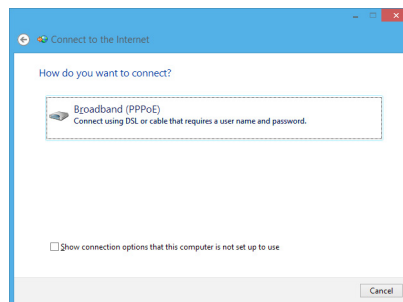 Connect to the Internet
How do you want to connect?
Broadband (PPPoE)
Connect using DSL or cable that requires a user name and password.
Show connection options that this computer is not set up to use
Cancel